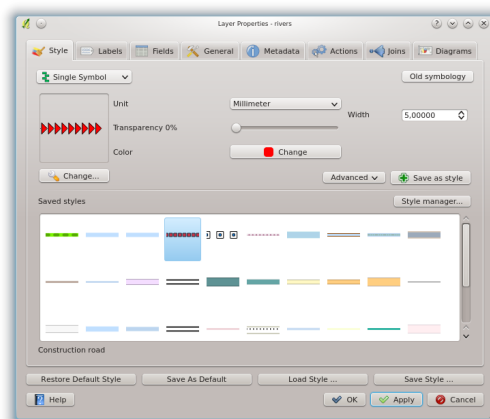 Layer Properties - rivers
Style Labels Fields General Metadata Actions Joins Diagrams
Single Symbol Old symbology
Unit Millimeter
Width 5,00000
Transparency 0%
Color Change
Change... Advanced Save as style
Saved styles Style manager...
Construction road
Restore Default Style Save As Default Load Style ... Save Style ...
Help OK Apply Cancel